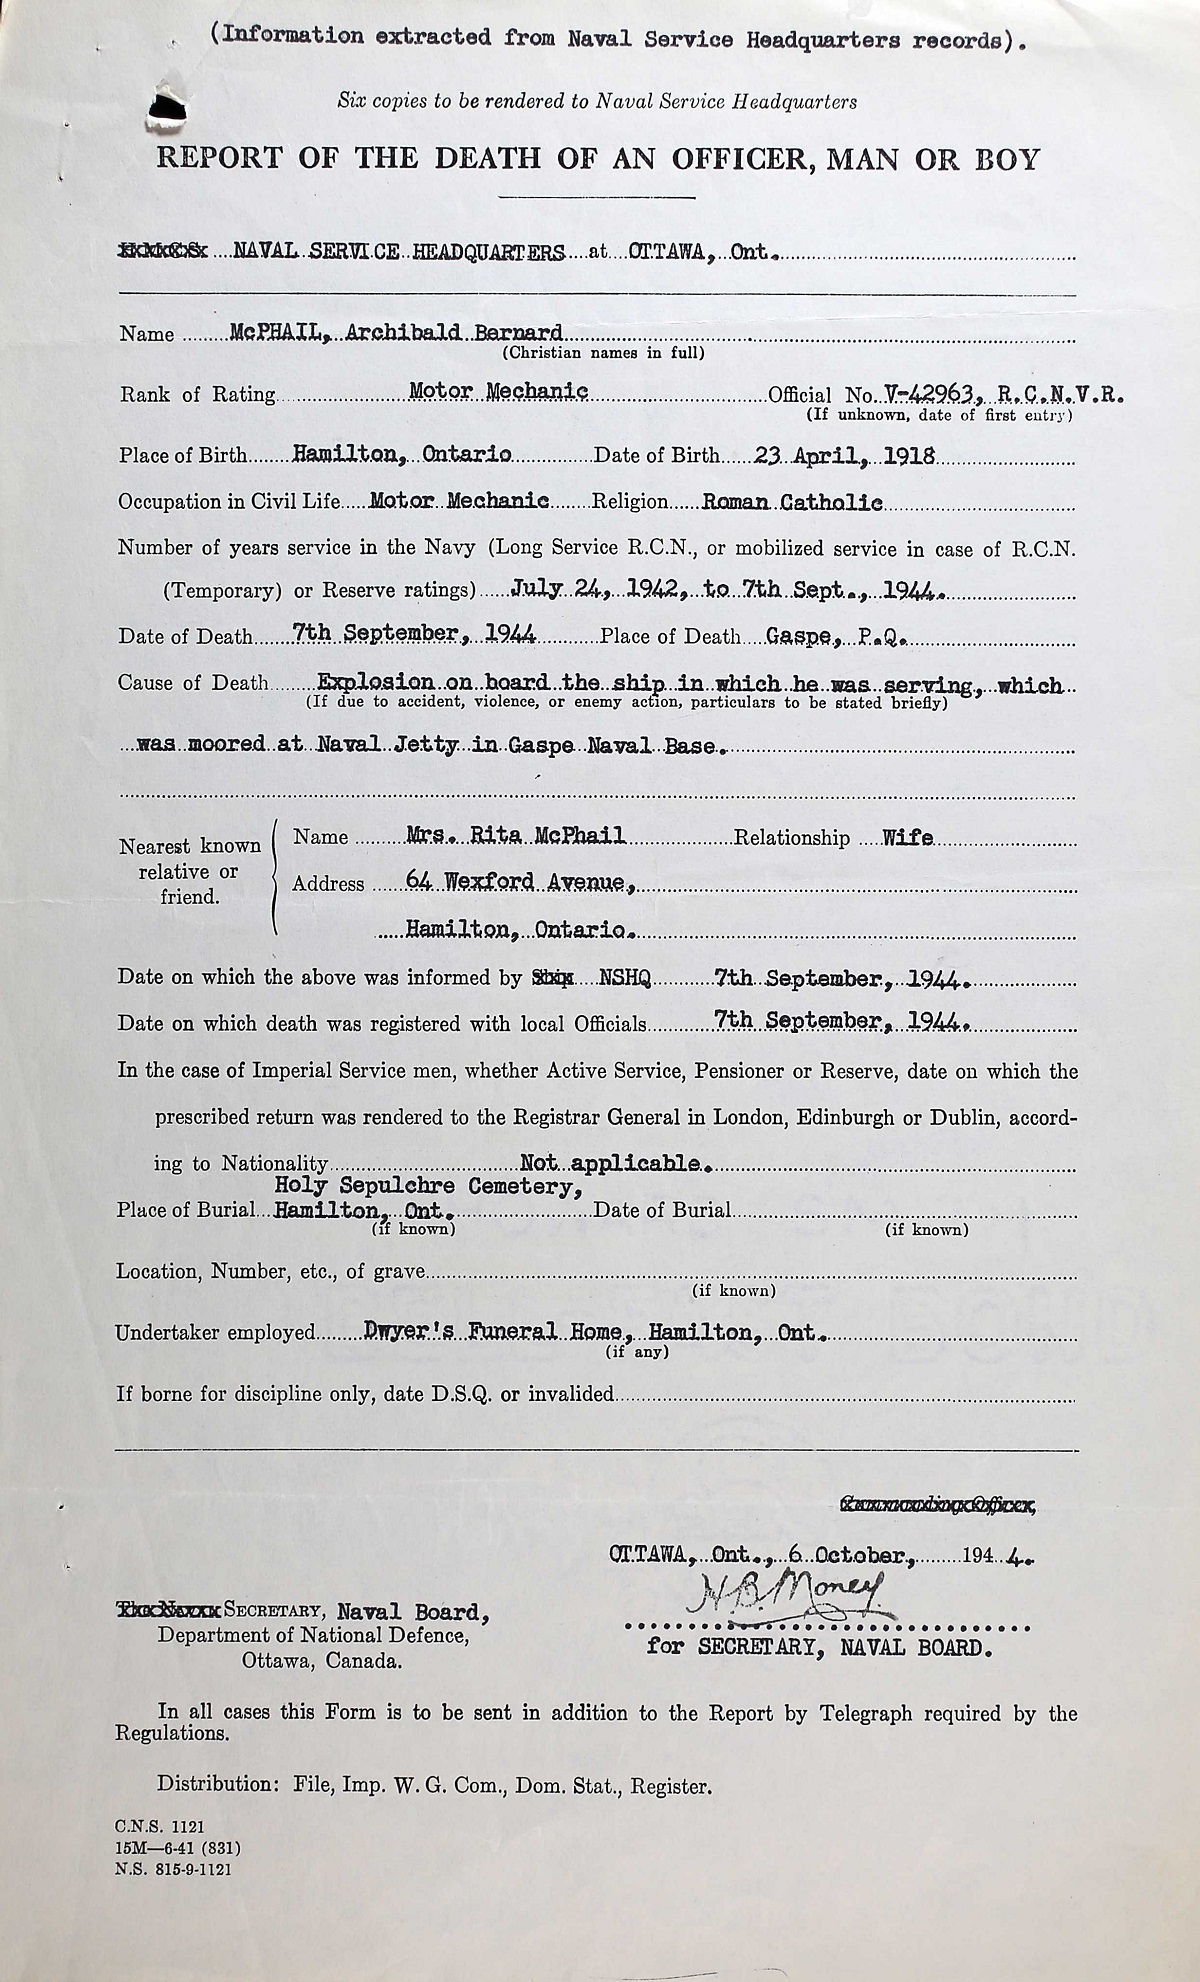 (Information extracted from Naval Service Headquarters records).
Six copies to be rendered to Naval Service Headquarters
REPORT OF THE DEATH OF AN OFFICER, MAN OR BOY
H.M.C.S. NAVAL SERVICE HEADQUARTERS at OTTAWA, Ont.
Name McPHAIL, Archibald Bernard
(Christian names in full)
Rank of Rating Motor Mechanic Official No. V-42963, R.C.N.V.R.
(If unknown, date of first entry)
Place of Birth Hamilton, Ontario Date of Birth 23 April, 1918
Occupation in Civil Life Motor Mechanic Religion Roman Catholic
Number of years service in the Navy (Long Service R.C.N., or mobilized service in case of R.C.N.
(Temporary) or Reserve ratings) July 24, 1942, to 7th Sept., 1944.
Date of Death 7th September, 1944 Place of Death Gaspe, P.Q.
Cause of Death Explosion on board the ship in which he was serving, which
(If due to accident, violence, or enemy action, particulars to be stated briefly)
was moored at Naval Jetty in Gaspe Naval Base.
Nearest known relative or friend.
Name Mrs. Rita McPhail Relationship Wife
Address 64 Wexford Avenue,
Hamilton, Ontario.
Date on which the above was informed by Ship NSHQ 7th September, 1944.
Date on which death was registered with local Officials 7th September, 1944.
In the case of Imperial Service men, whether Active Service, Pensioner or Reserve, date on which the
prescribed return was rendered to the Registrar General in London, Edinburgh or Dublin, accord-
ing to Nationality Not applicable.
Holy Sepulchre Cemetery,
Place of Burial Hamilton, Ont. Date of Burial
(if known) (if known)
Location, Number, etc., of grave
(if known)
Undertaker employed Dwyer's Funeral Home, Hamilton, Ont.
(if any)
If borne for discipline only, date D.S.Q. or invalided
Commanding Officer,
OTTAWA, Ont., 6 October, 1944.
H.B. Money
The Naval SECRETARY, Naval Board,
Department of National Defence,
Ottawa, Canada.
for SECRETARY, NAVAL BOARD.
In all cases this Form is to be sent in addition to the Report by Telegraph required by the
Regulations.
Distribution: File, Imp. W. G. Com., Dom. Stat., Register.
C.N.S. 1121
15M—6-41 (831)
N.S. 815-9-1121